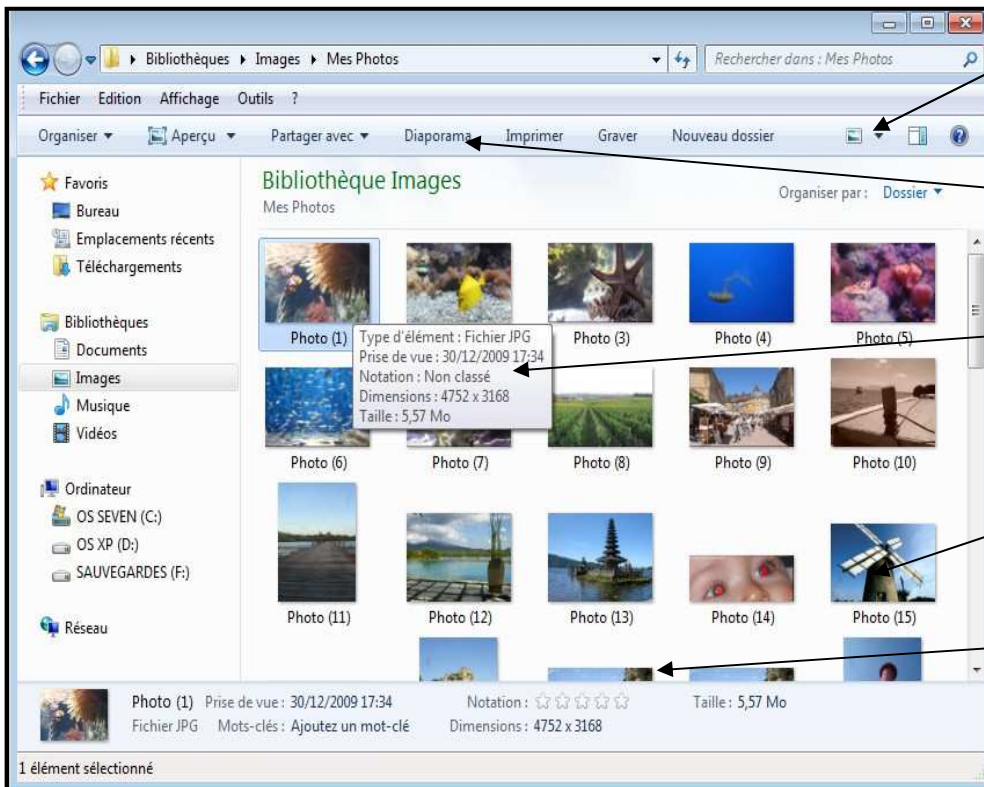 Bibliothèques Images Mes Photos Rechercher dans : Mes Photos
Fichier Edition Affichage Outils ?
Organiser Aperçu Partager avec Diaporama Imprimer Graver Nouveau dossier
Favoris
Bureau
Emplacements récents
Téléchargements
Bibliothèques
Documents
Images
Musique
Vidéos
Ordinateur
OS SEVEN (C:)
OS XP (D:)
SAUVEGARDES (F:)
Réseau
Bibliothèque Images
Mes Photos
Organiser par : Dossier
Photo (1) Photo (3) Photo (4) Photo (5)
Type d'élément : Fichier JPG
Prise de vue : 30/12/2009 17:34
Notation : Non classé
Dimensions : 4752 x 3168
Taille : 5,57 Mo
Photo (6) Photo (7) Photo (8) Photo (9) Photo (10)
Photo (11) Photo (12) Photo (13) Photo (14) Photo (15)
Photo (1) Prise de vue : 30/12/2009 17:34 Notation : Taille : 5,57 Mo
Fichier JPG Mots-clés : Ajoutez un mot-clé Dimensions : 4752 x 3168
1 élément sélectionné